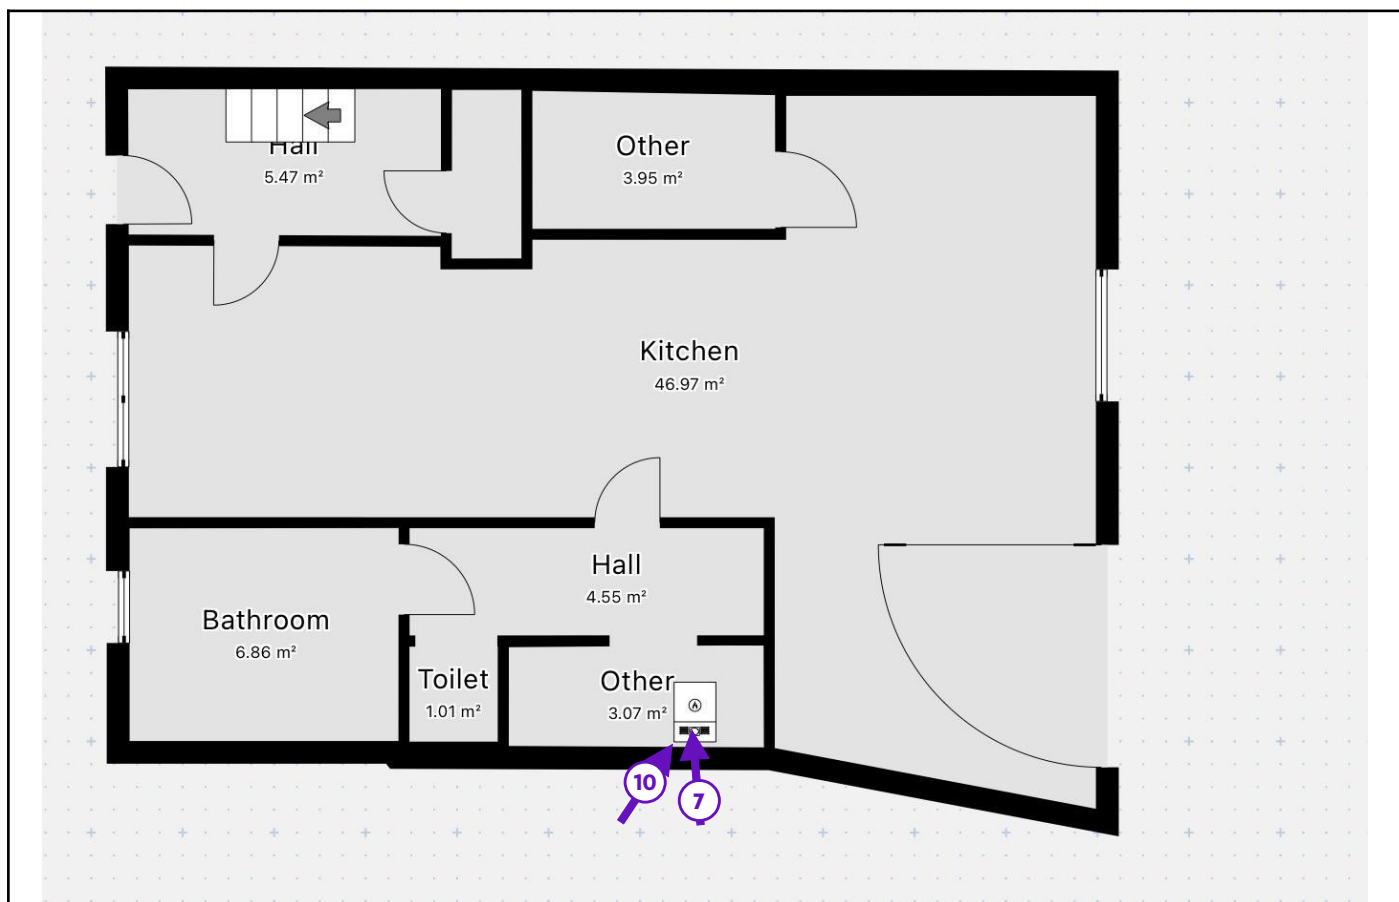 Hall
5.47 m²
Other
3.95 m²
Kitchen
46.97 m²
Hall
4.55 m²
Bathroom
6.86 m²
Toilet
1.01 m²
Other
3.07 m²
10
7